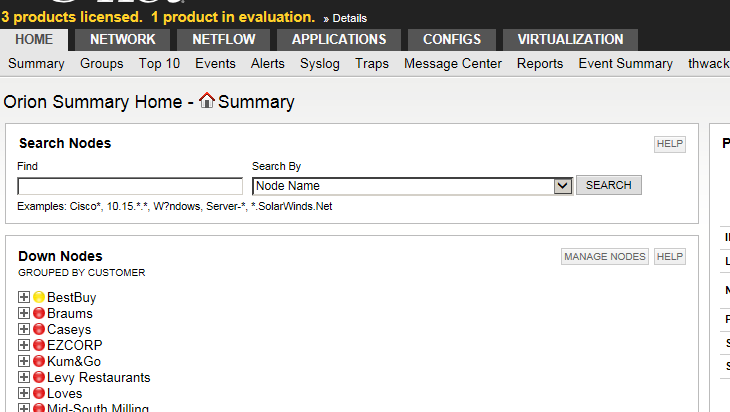 3 products licensed. 1 product in evaluation. » Details
HOME NETWORK NETFLOW APPLICATIONS CONFIGS VIRTUALIZATION
Summary Groups Top 10 Events Alerts Syslog Traps Message Center Reports Event Summary thwack
Orion Summary Home - Summary
Search Nodes HELP
Find Search By
Node Name SEARCH
Examples: Cisco*, 10.15.*.*, W?ndows, Server-*, *.SolarWinds.Net
Down Nodes MANAGE NODES HELP
GROUPED BY CUSTOMER
BestBuy
Braums
Caseys
EZCORP
Kum&Go
Levy Restaurants
Loves
Mid-South Milling